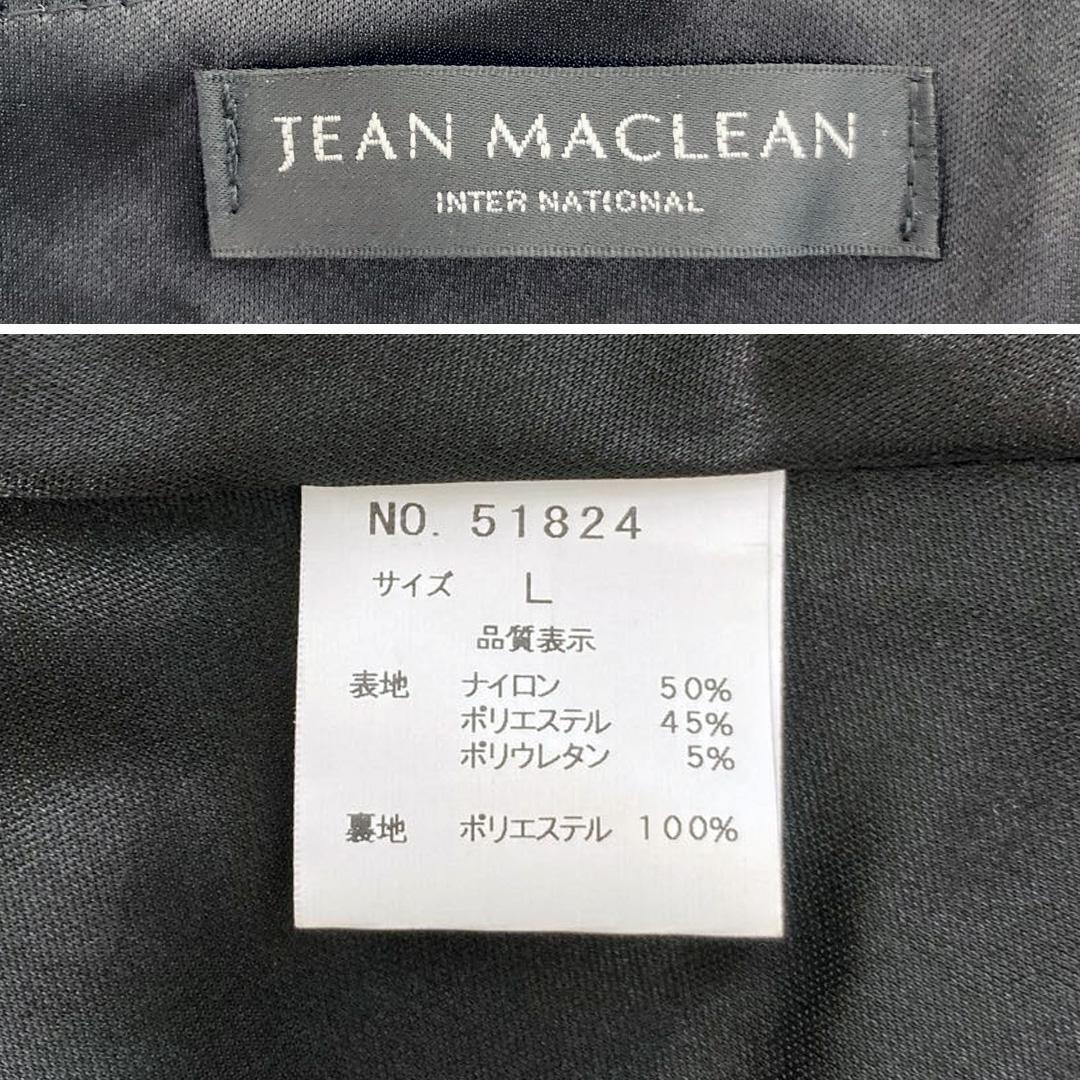 JEAN MACLEAN
INTER NATIONAL
NO. 51824
サイズ L
品質表示
表地 ナイロン 50%
ポリエステル 45%
ポリウレタン 5%
裏地 ポリエステル 100%